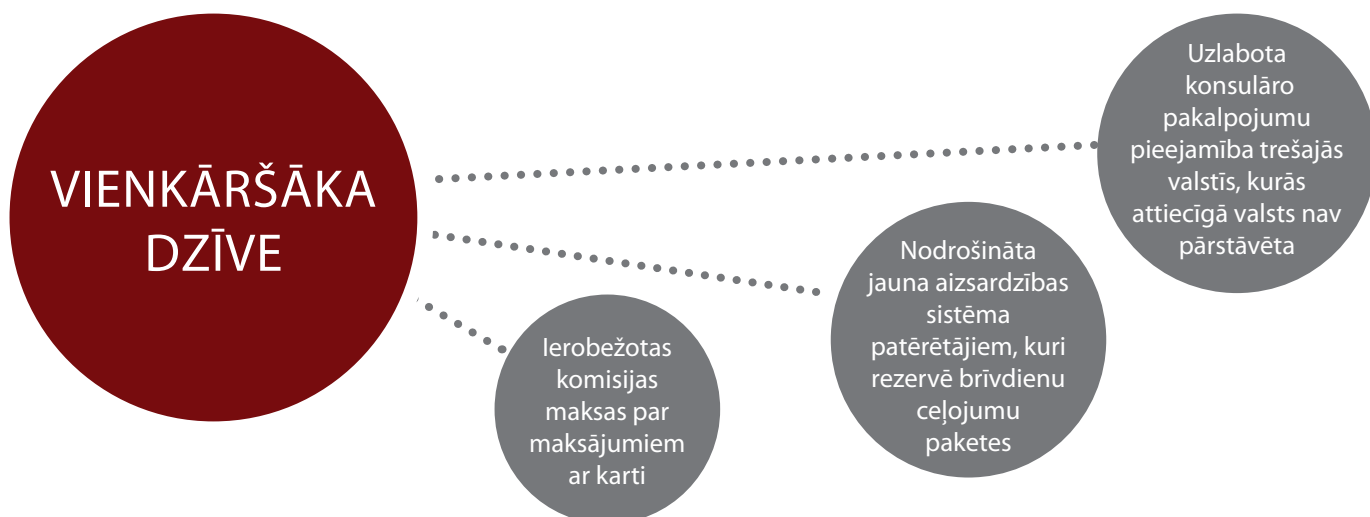 VIENKĀRŠĀKA
DZĪVE
Uzlabota
konsulāro
pakalpojumu
pieejamība trešajās
valstīs, kurās
attiecīgā valsts nav
pārstāvēta
Nodrošināta
jauna aizsardzības
sistēma
patērētājiem, kuri
rezervē brīvdienu
ceļojumu
paketes
Ierobežotas
komisijas
maksas par
maksājumiem
ar karti